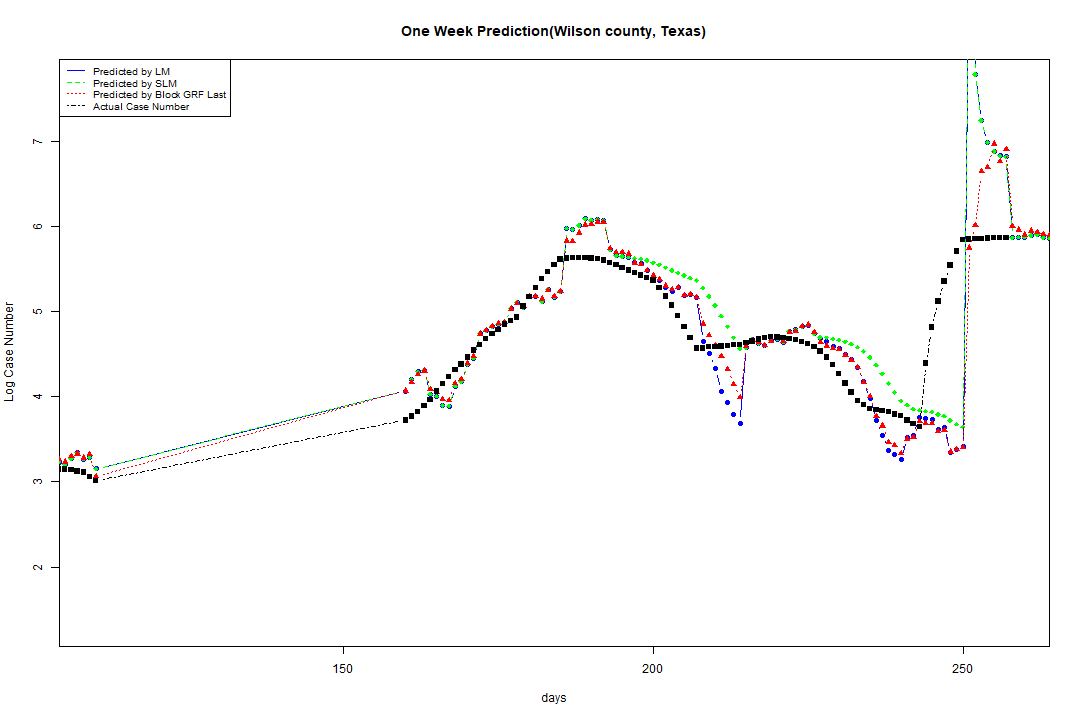 One Week Prediction(Wilson county, Texas)
Predicted by LM
Predicted by SLM
Predicted by Block GRF Last
Actual Case Number
7
6
5
4
3
2
Log Case Number
150
200
250
days